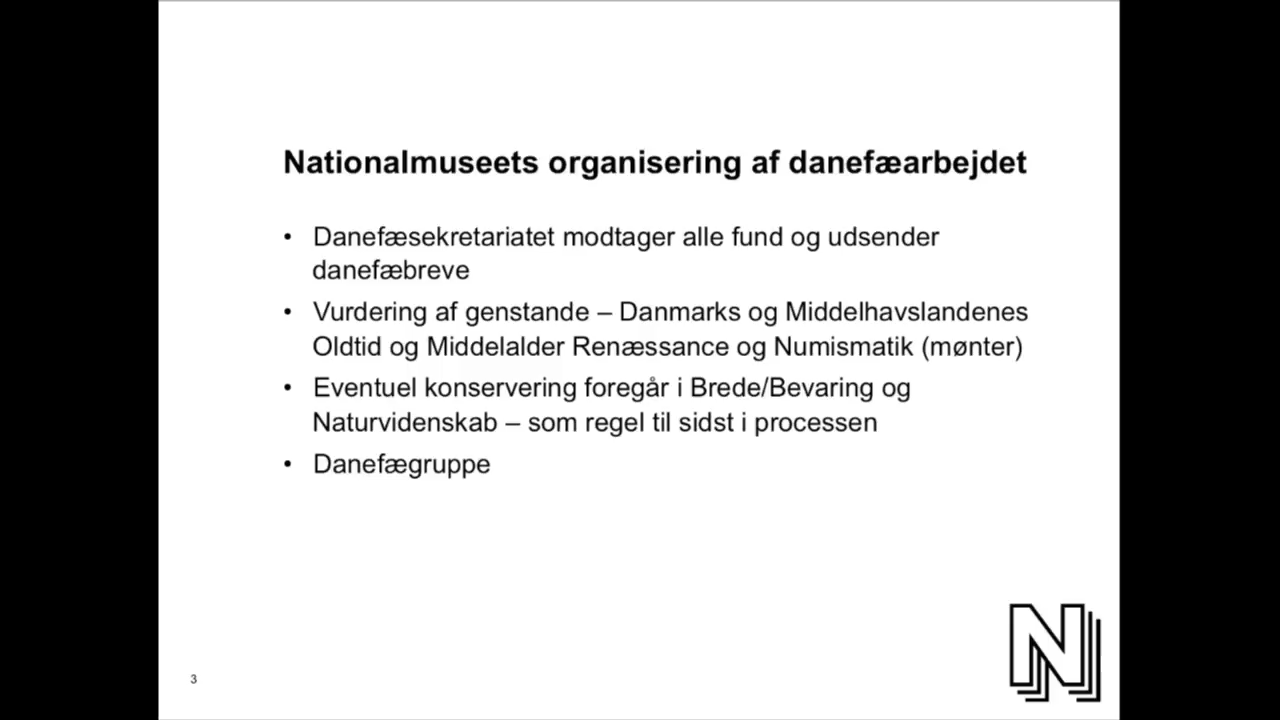 Nationalmuseets organisering af danefæarbejdet
• Danefæsekretariatet modtager alle fund og udsender
danefæbreve
• Vurdering af genstande – Danmarks og Middelhavslandenes
Oldtid og Middelalder Renæssance og Numismatik (mønter)
• Eventuel konservering foregår i Brede/Bevaring og
Naturvidenskab – som regel til sidst i processen
• Danefægruppe
3
N